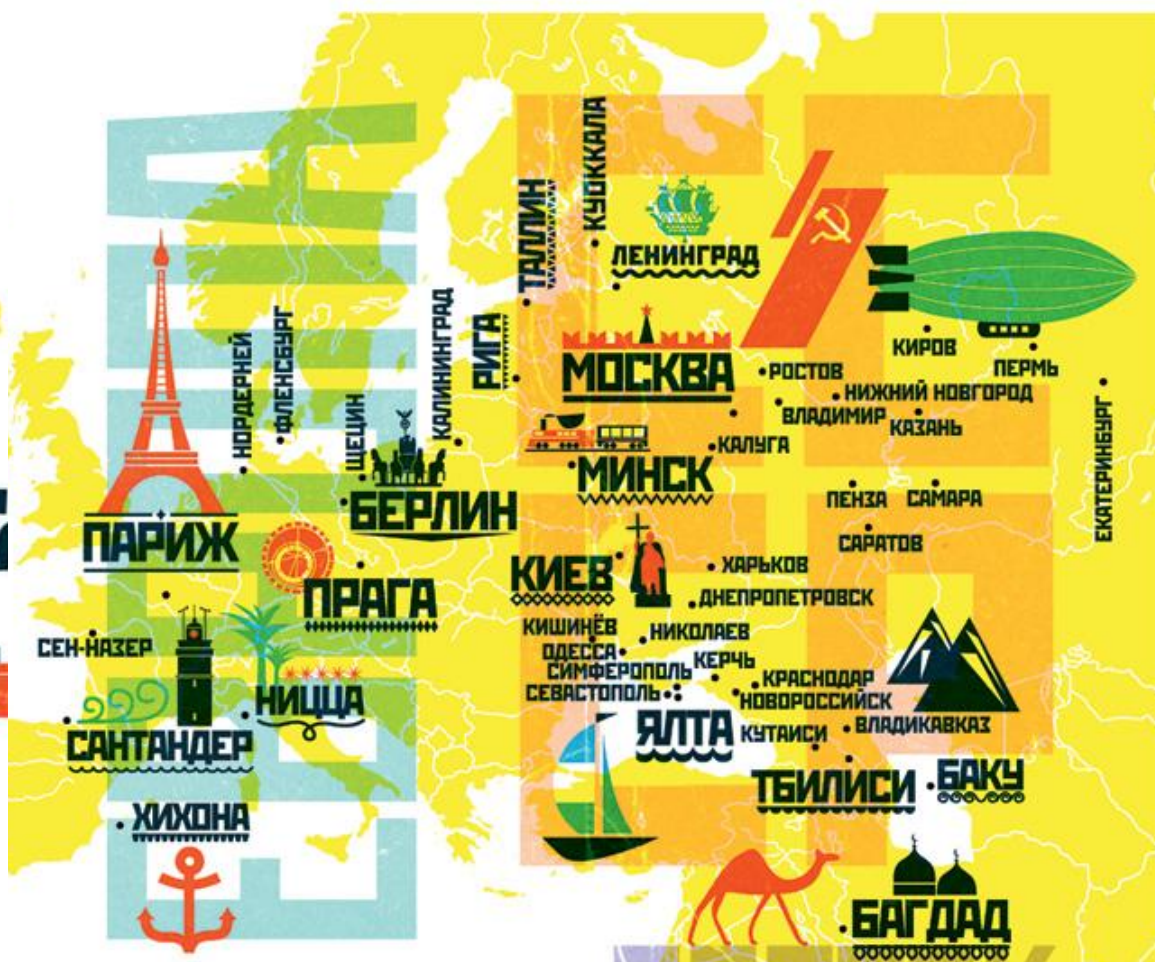 КУОККАЛА
ТАЛЛИН
ЛЕНИНГРАД
НОРДЕРНЕЙ
ФЛЕНСБУРГ
КАЛИНИНГРАД
РИГА
МОСКВА
КИРОВ
ПЕРМЬ
РОСТОВ
НИЖНИЙ НОВГОРОД
ВЛАДИМИР
КАЗАНЬ
ЕКАТЕРИНБУРГ
ЩЕЦИН
КАЛУГА
МИНСК
БЕРЛИН
ПЕНЗА
САМАРА
ПАРИЖ
САРАТОВ
КИЕВ
ХАРЬКОВ
ПРАГА
ДНЕПРОПЕТРОВСК
КИШИНЁВ
НИКОЛАЕВ
СЕН-НАЗЕР
ОДЕССА
СИМФЕРОПОЛЬ
КЕРЧЬ
КРАСНОДАР
СЕВАСТОПОЛЬ
НОВОРОССИЙСК
НИЦЦА
ВЛАДИКАВКАЗ
ЯЛТА
КУТАИСИ
САНТАНДЕР
ТБИЛИСИ
БАКУ
ХИХОНА
БАГДАД